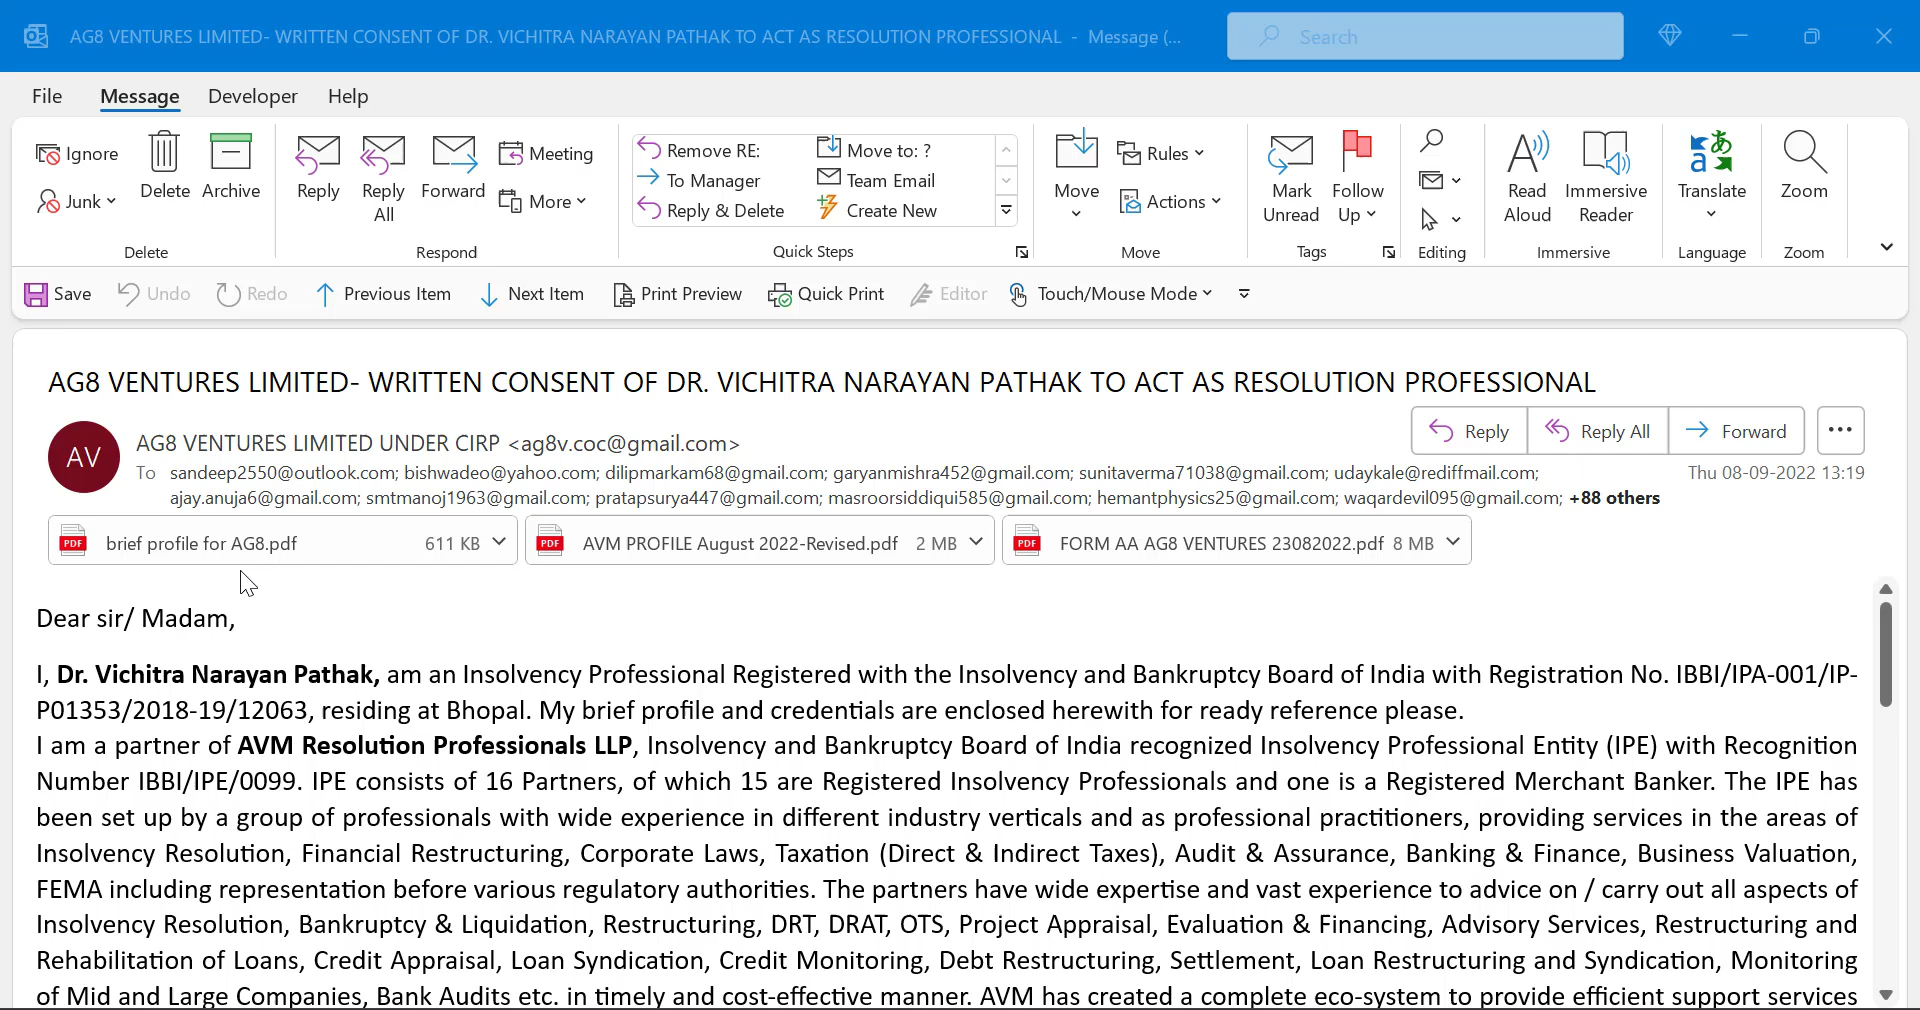 AG8 VENTURES LIMITED- WRITTEN CONSENT OF DR. VICHITRA NARAYAN PATHAK TO ACT AS RESOLUTION PROFESSIONAL - Message (...
Search
File Message Developer Help
Ignore
Junk
Delete
Archive
Delete
Reply
Reply All
Forward
Meeting
More
Respond
Remove RE:
To Manager
Reply & Delete
Move to: ?
Team Email
Create New
Quick Steps
Move
Rules
Actions
Move
Mark Unread
Follow Up
Tags
Editing
Read Aloud
Immersive Reader
Immersive
Translate
Language
Zoom
Zoom
Save Undo Redo Previous Item Next Item Print Preview Quick Print Editor Touch/Mouse Mode
AG8 VENTURES LIMITED- WRITTEN CONSENT OF DR. VICHITRA NARAYAN PATHAK TO ACT AS RESOLUTION PROFESSIONAL
AV
AG8 VENTURES LIMITED UNDER CIRP <ag8v.coc@gmail.com>
Reply Reply All Forward ...
To sandeep2550@outlook.com; bishwadeo@yahoo.com; dilipmarkam68@gmail.com; garyanmishra452@gmail.com; sunitaverma71038@gmail.com; udaykale@rediffmail.com;
Thu 08-09-2022 13:19
ajay.anuja6@gmail.com; smtmanoj1963@gmail.com; pratapsurya447@gmail.com; masroorsiddiqui585@gmail.com; hemantphysics25@gmail.com; waqardevil095@gmail.com; +88 others
PDF brief profile for AG8.pdf 611 KB
PDF AVM PROFILE August 2022-Revised.pdf 2 MB
PDF FORM AA AG8 VENTURES 23082022.pdf 8 MB
Dear sir/ Madam,
I, Dr. Vichitra Narayan Pathak, am an Insolvency Professional Registered with the Insolvency and Bankruptcy Board of India with Registration No. IBBI/IPA-001/IP-
P01353/2018-19/12063, residing at Bhopal. My brief profile and credentials are enclosed herewith for ready reference please.
I am a partner of AVM Resolution Professionals LLP, Insolvency and Bankruptcy Board of India recognized Insolvency Professional Entity (IPE) with Recognition
Number IBBI/IPE/0099. IPE consists of 16 Partners, of which 15 are Registered Insolvency Professionals and one is a Registered Merchant Banker. The IPE has
been set up by a group of professionals with wide experience in different industry verticals and as professional practitioners, providing services in the areas of
Insolvency Resolution, Financial Restructuring, Corporate Laws, Taxation (Direct & Indirect Taxes), Audit & Assurance, Banking & Finance, Business Valuation,
FEMA including representation before various regulatory authorities. The partners have wide expertise and vast experience to advice on / carry out all aspects of
Insolvency Resolution, Bankruptcy & Liquidation, Restructuring, DRT, DRAT, OTS, Project Appraisal, Evaluation & Financing, Advisory Services, Restructuring and
Rehabilitation of Loans, Credit Appraisal, Loan Syndication, Credit Monitoring, Debt Restructuring, Settlement, Loan Restructuring and Syndication, Monitoring
of Mid and Large Companies, Bank Audits etc. in timely and cost-effective manner. AVM has created a complete eco-system to provide efficient support services